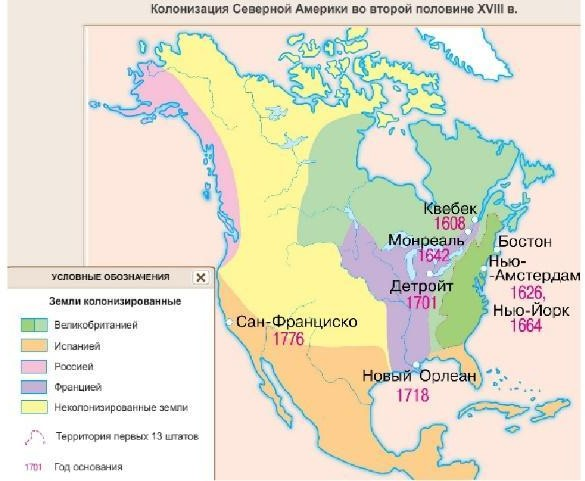 Колонизация Северной Америки во второй половине XVIII в.
Квебек
1608
Монреаль
1642
Бостон
Нью-
-Амстердам
1626,
Нью-Йорк
1664
Детройт
1701
Сан-Франциско
1776
Новый Орлеан
1718
УСЛОВНЫЕ ОБОЗНАЧЕНИЯ
Земли колонизированные
Великобританией
Испанией
Россией
Францией
Неколонизированные земли
Территория первых 13 штатов
1701 Год основания